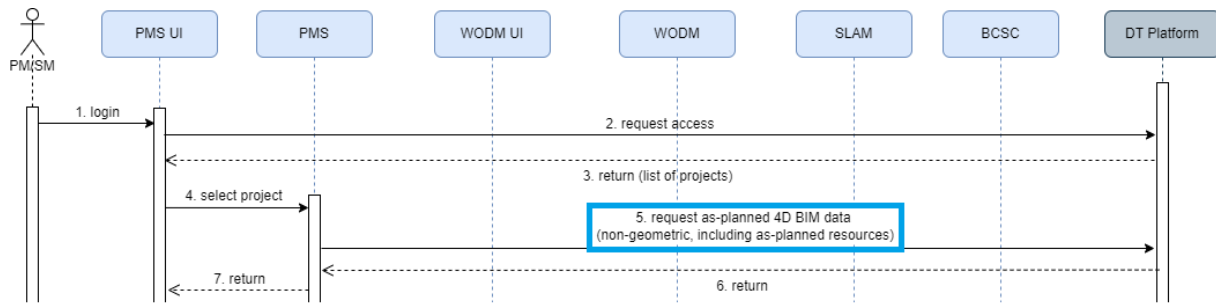 PMS UI
PMS
WODM UI
WODM
SLAM
BCSC
DT Platform
PM/SM
1. login
2. request access
3. return (list of projects)
4. select project
5. request as-planned 4D BIM data
(non-geometric, including as-planned resources)
7. return
6. return